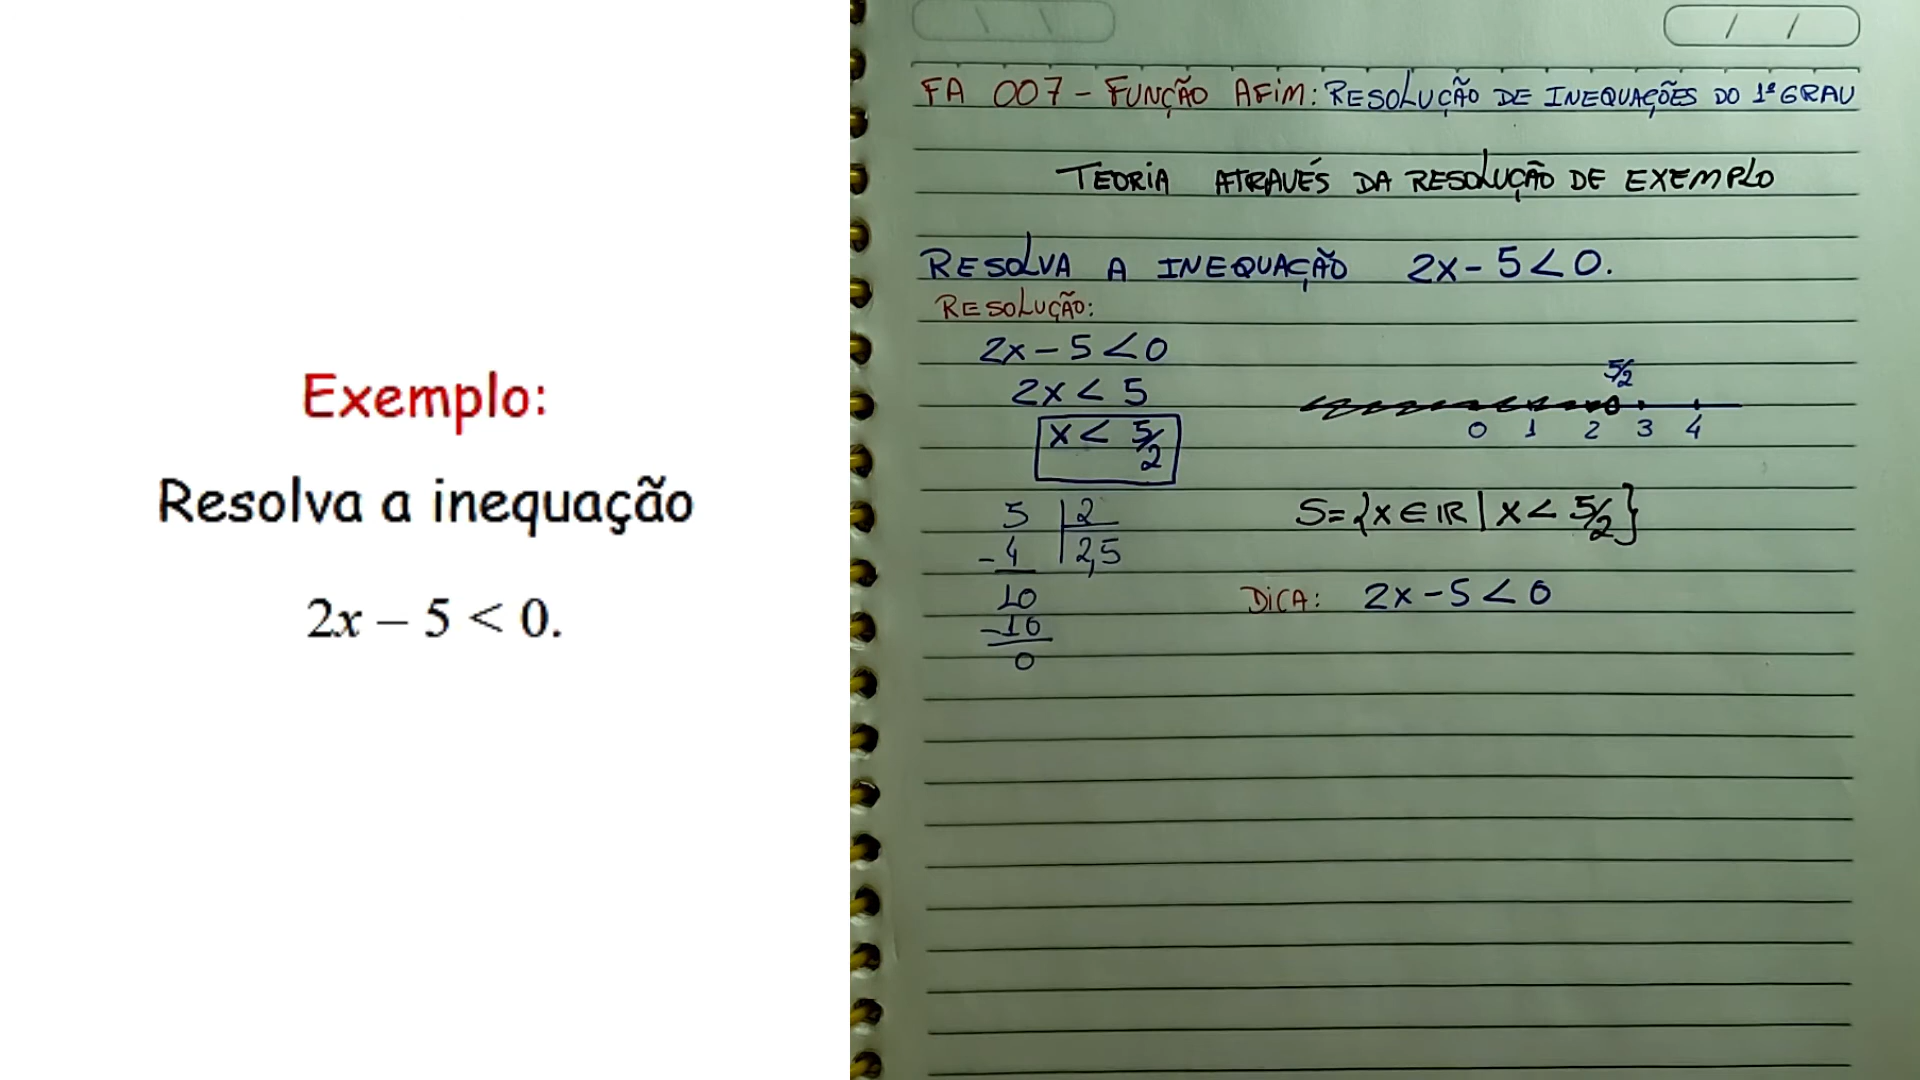 Exemplo:
Resolva a inequação
2x – 5 < 0.
FA 007 - FUNÇÃO AFIM: RESOLUÇÃO DE INEQUAÇÕES DO 1º GRAU
TEORIA ATRAVÉS DA RESOLUÇÃO DE EXEMPLO
RESOLVA A INEQUAÇÃO 2x - 5 < 0.
RESOLUÇÃO:
2x - 5 < 0
2x < 5
x < 5/2
5 2
- 4 2,5
10
- 10
0
5/2
0 1 2 3 4
S = {x ∈ IR | x < 5/2}
DICA: 2x - 5 < 0